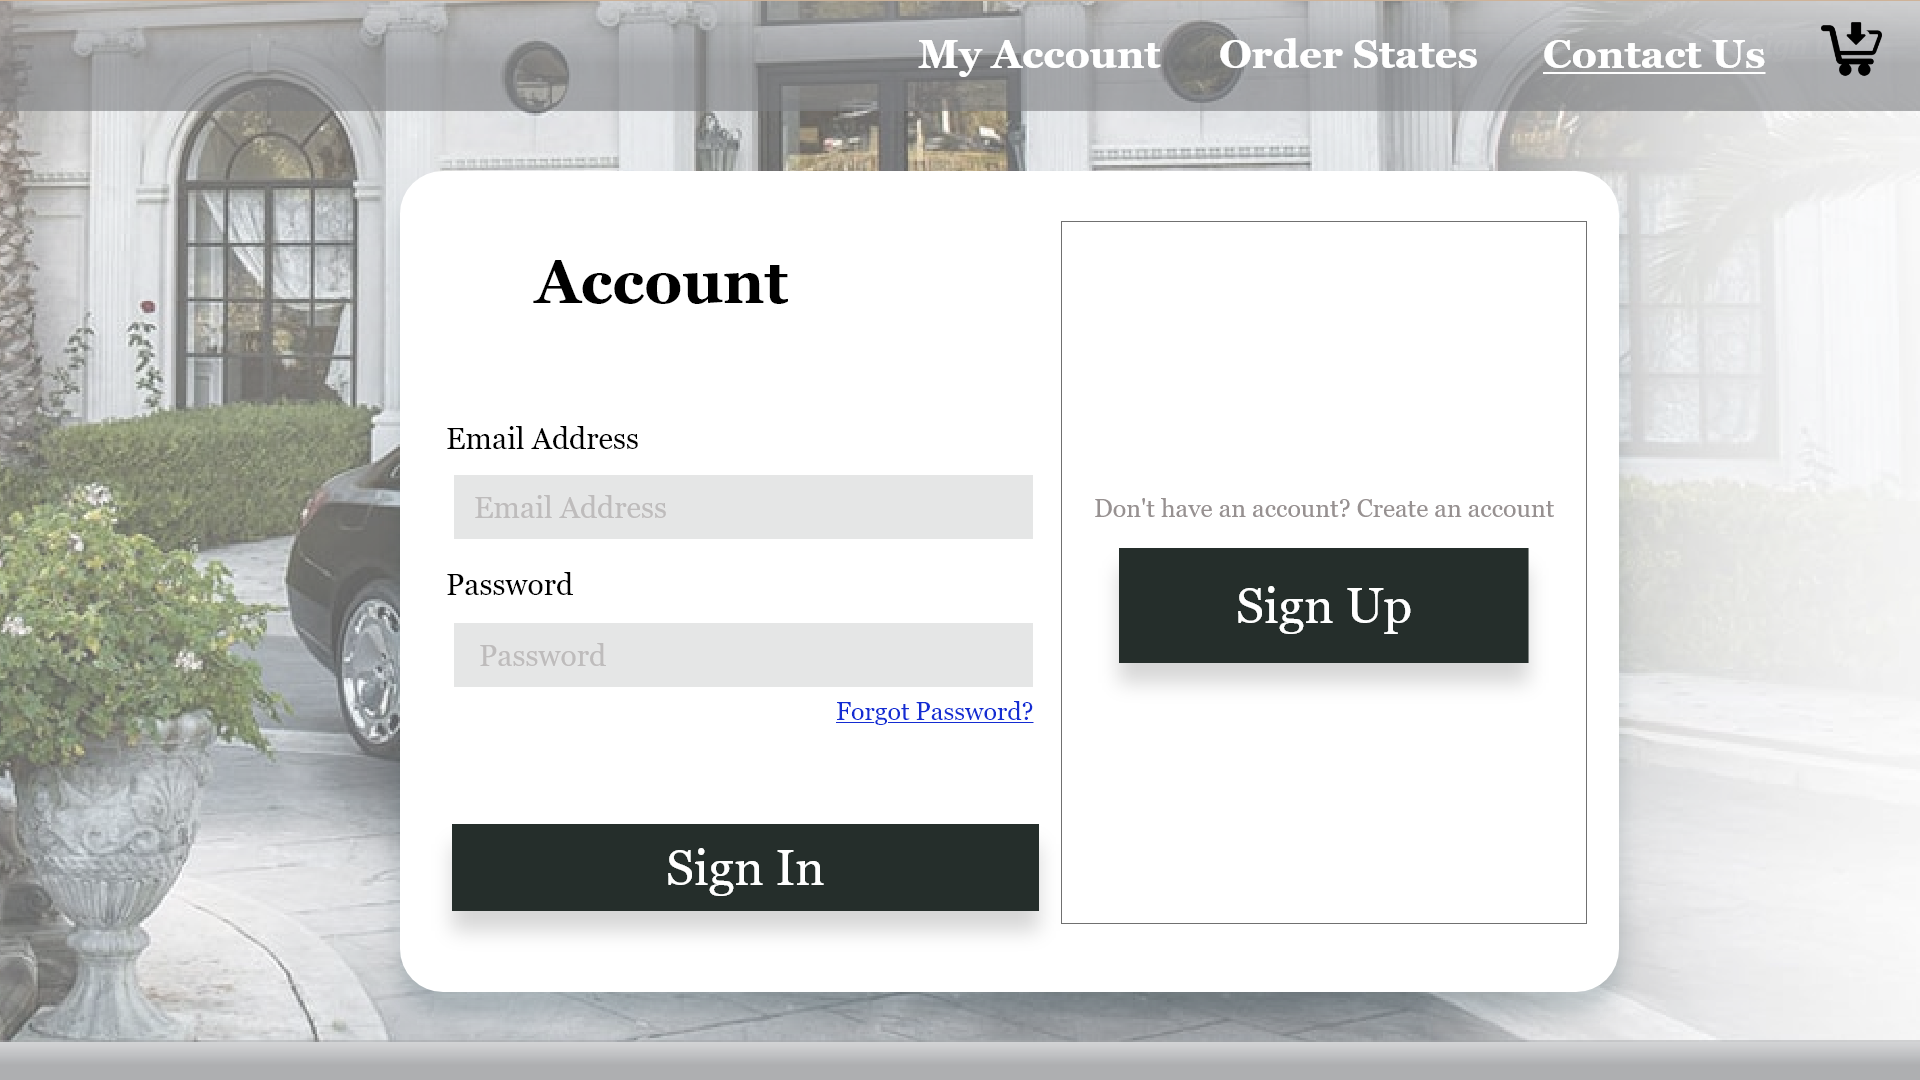 My Account
Order States
Contact Us
Account
Email Address
Email Address
Password
Password
Forgot Password?
Sign In
Don't have an account? Create an account
Sign Up